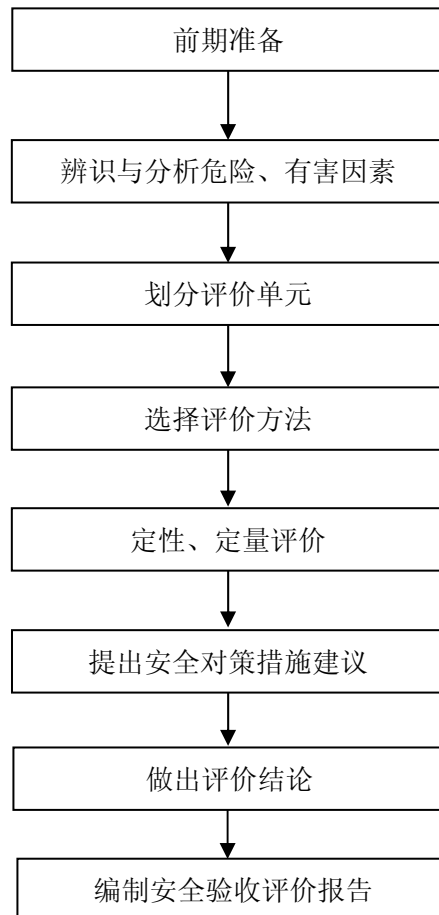 前期准备
辨识与分析危险、有害因素
划分评价单元
选择评价方法
定性、定量评价
提出安全对策措施建议
做出评价结论
编制安全验收评价报告